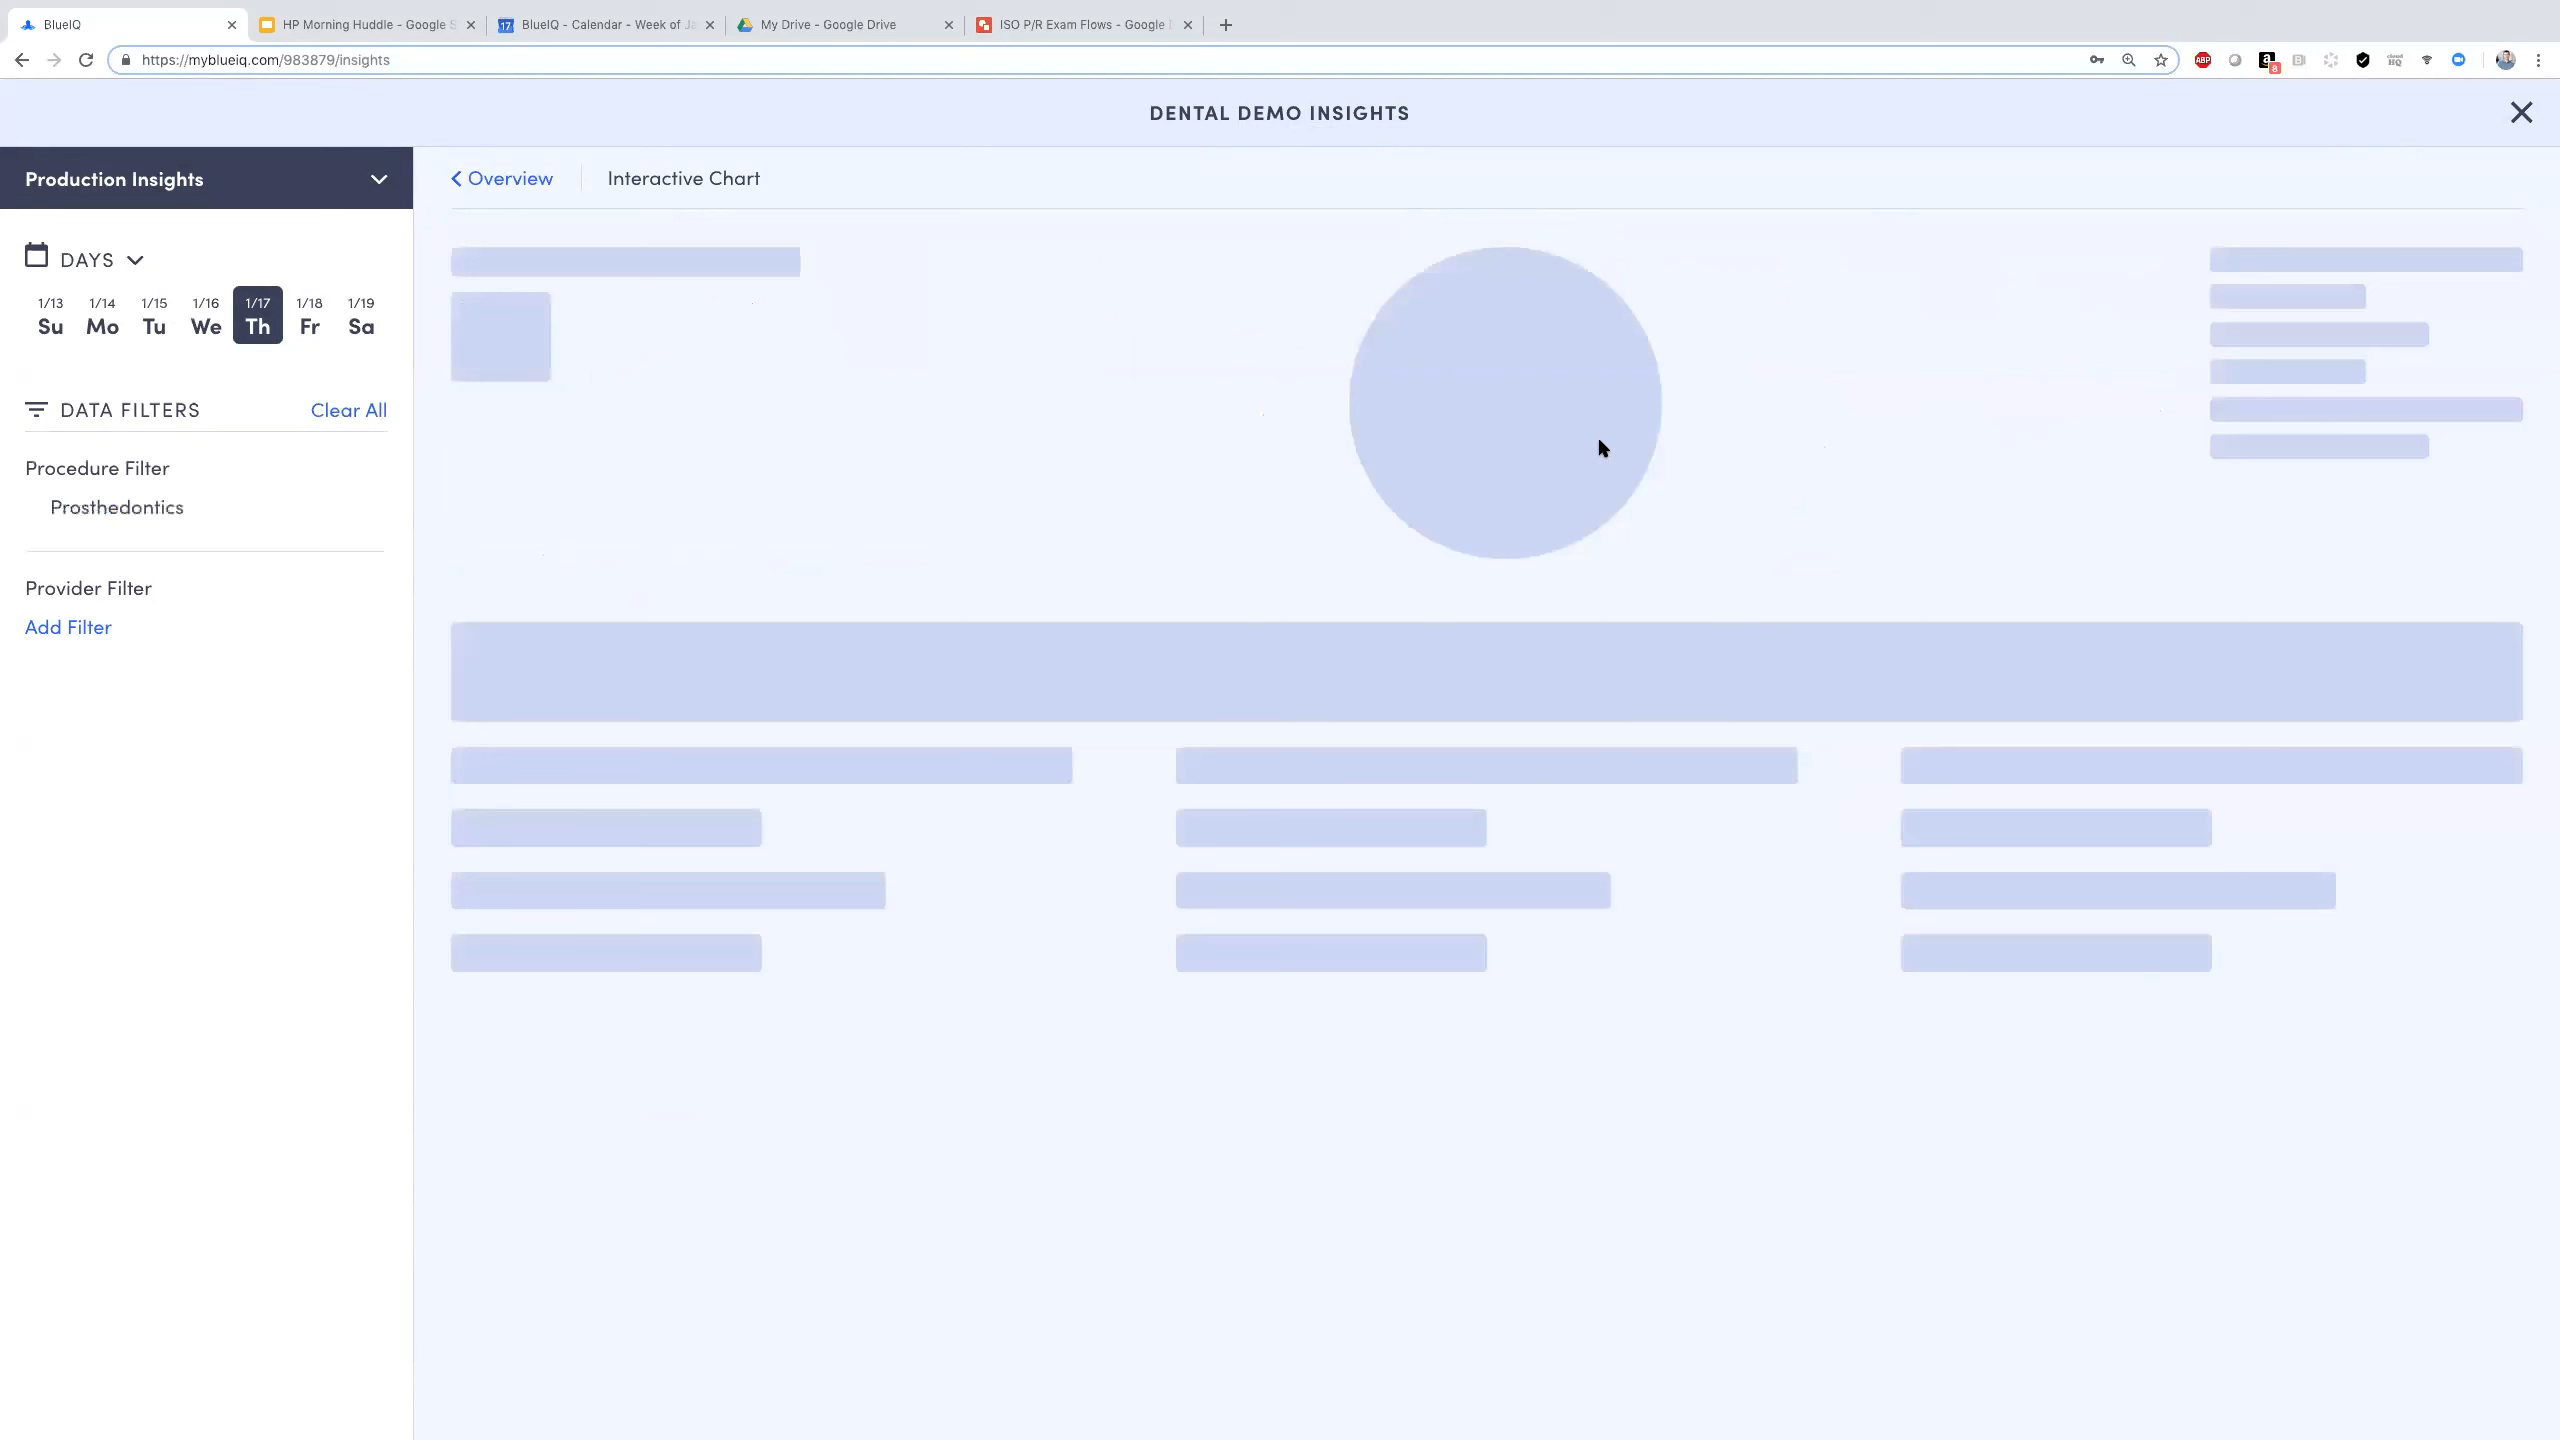 BlueIQ
HP Morning Huddle - Google S
BlueIQ - Calendar - Week of Ja
My Drive - Google Drive
ISO P/R Exam Flows - Google
https://myblueiq.com/983879/insights
DENTAL DEMO INSIGHTS
Production Insights
Overview
Interactive Chart
DAYS
1/13 1/14 1/15 1/16 1/17 1/18 1/19
Su Mo Tu We Th Fr Sa
DATA FILTERS Clear All
Procedure Filter
Prosthedontics
Provider Filter
Add Filter